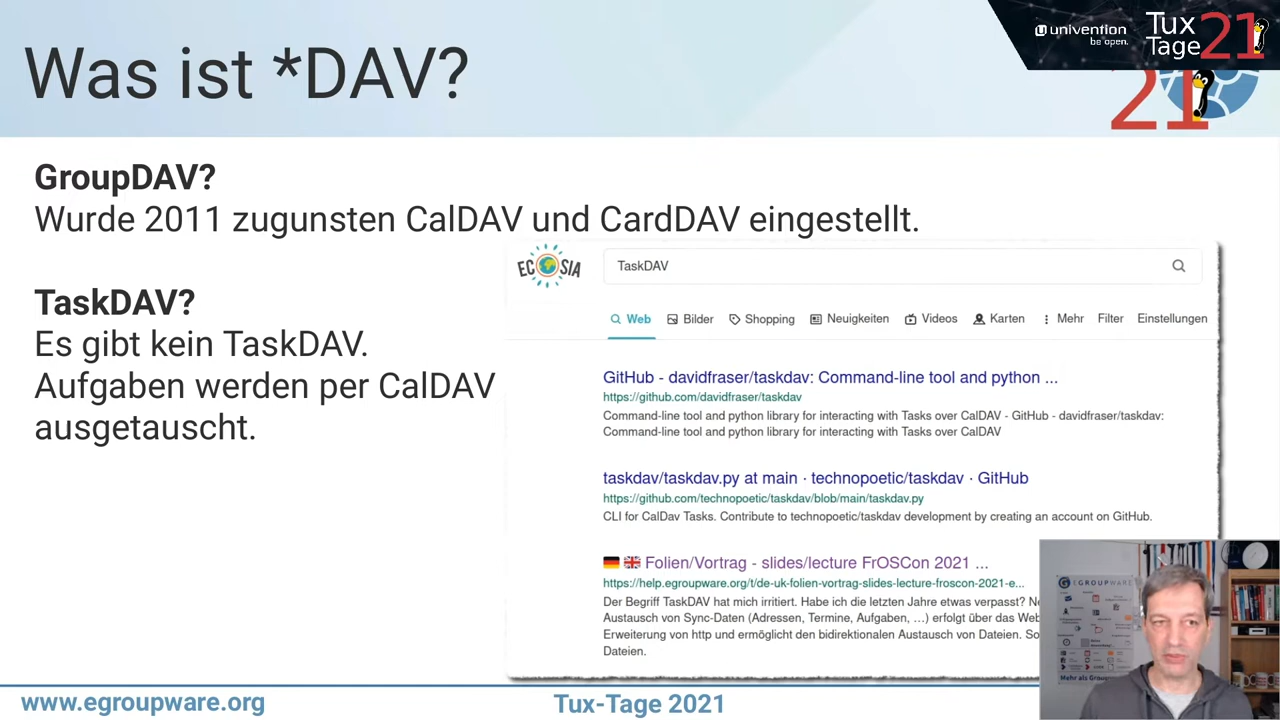 Was ist *DAV?
univention
be open.
Tux
Tage
21
21
GroupDAV?
Wurde 2011 zugunsten CalDAV und CardDAV eingestellt.
TaskDAV?
Es gibt kein TaskDAV.
Aufgaben werden per CalDAV
ausgetauscht.
ECOSIA
TaskDAV
Web Bilder Shopping Neuigkeiten Videos Karten Mehr Filter Einstellungen
GitHub - davidfraser/taskdav: Command-line tool and python ...
https://github.com/davidfraser/taskdav
Command-line tool and python library for interacting with Tasks over CalDAV - GitHub - davidfraser/taskdav:
Command-line tool and python library for interacting with Tasks over CalDAV
taskdav/taskdav.py at main · technopoetic/taskdav · GitHub
https://github.com/technopoetic/taskdav/blob/main/taskdav.py
CLI for CalDav Tasks. Contribute to technopoetic/taskdav development by creating an account on GitHub.
Folien/Vortrag - slides/lecture FrOSCon 2021 ...
https://help.egroupware.org/t/de-uk-folien-vortrag-slides-lecture-froscon-2021-e...
Der Begriff TaskDAV hat mich irritiert. Habe ich die letzten Jahre etwas verpasst?
Austausch von Sync-Daten (Adressen, Termine, Aufgaben, ...) erfolgt über das Web
Erweiterung von http und ermöglicht den bidirektionalen Austausch von Dateien. So
Dateien.
EGROUPWARE
Mehr als
www.egroupware.org
Tux-Tage 2021